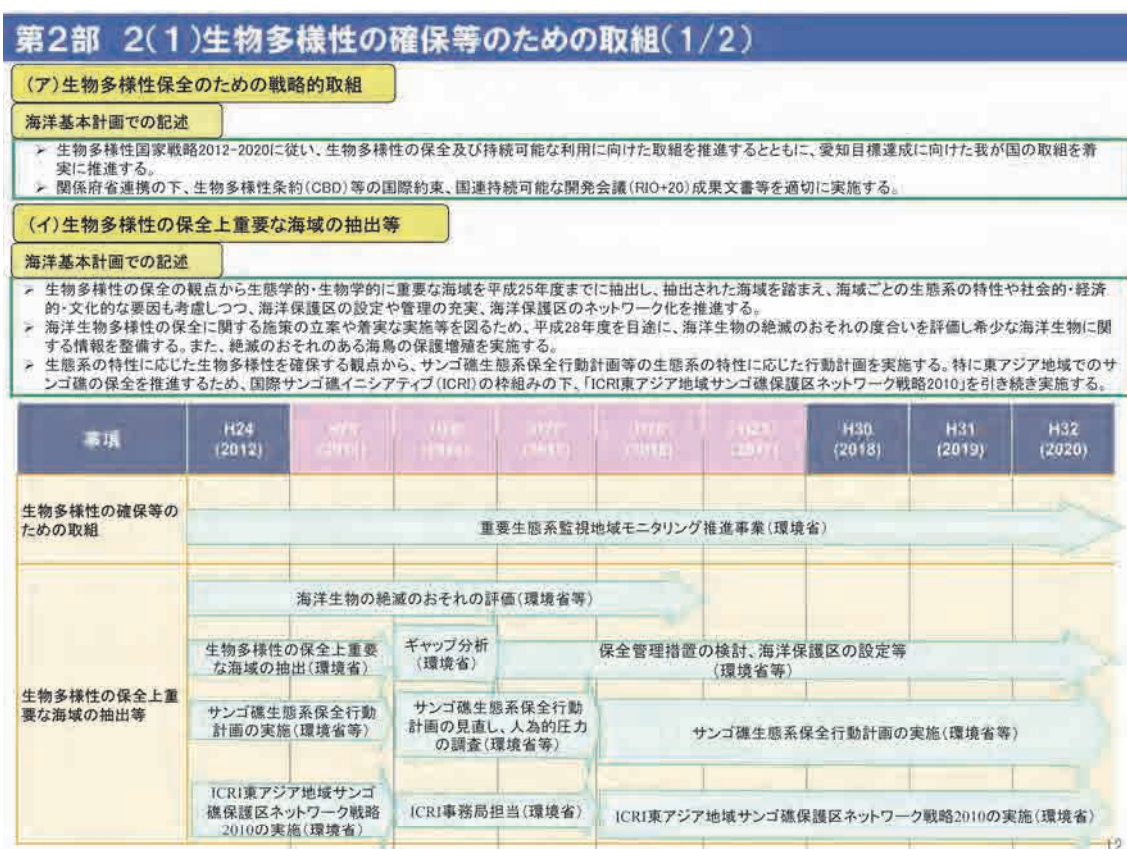 第2部 2(1)生物多様性の確保等のための取組(1/2)
(ア)生物多様性保全のための戦略的取組
海洋基本計画での記述
➢ 生物多様性国家戦略2012-2020に従い、生物多様性の保全及び持続可能な利用に向けた取組を推進するとともに、愛知目標達成に向けた我が国の取組を着
実に推進する。
➢ 関係府省連携の下、生物多様性条約(CBD)等の国際約束、国連持続可能な開発会議(RIO+20)成果文書等を適切に実施する。
(イ)生物多様性の保全上重要な海域の抽出等
海洋基本計画での記述
➢ 生物多様性の保全の観点から生態学的・生物学的に重要な海域を平成25年度までに抽出し、抽出された海域を踏まえ、海域ごとの生態系の特性や社会的・経済
的・文化的な要因も考慮しつつ、海洋保護区の設定や管理の充実、海洋保護区のネットワーク化を推進する。
➢ 海洋生物多様性の保全に関する施策の立案や着実な実施等を図るため、平成28年度を目途に、海洋生物の絶滅のおそれの度合いを評価し希少な海洋生物に関
する情報を整備する。また、絶滅のおそれのある海鳥の保護増殖を実施する。
➢ 生態系の特性に応じた生物多様性を確保する観点から、サンゴ礁生態系保全行動計画等の生態系の特性に応じた行動計画を実施する。特に東アジア地域でのサ
ンゴ礁の保全を推進するため、国際サンゴ礁イニシアティブ(ICRI)の枠組みの下、「ICRI東アジア地域サンゴ礁保護区ネットワーク戦略2010」を引き続き実施する。
事項 H24 H30 H31 H32
(2012) (2018) (2019) (2020)
生物多様性の確保等の
ための取組
重要生態系監視地域モニタリング推進事業(環境省)
生物多様性の保全上重
要な海域の抽出等
海洋生物の絶滅のおそれの評価(環境省等)
生物多様性の保全上重要
な海域の抽出(環境省)
ギャップ分析
(環境省)
保全管理措置の検討、海洋保護区の設定等
(環境省等)
サンゴ礁生態系保全行動
計画の実施(環境省等)
サンゴ礁生態系保全行動
計画の見直し、人為的圧力
の調査(環境省等)
サンゴ礁生態系保全行動計画の実施(環境省等)
ICRI東アジア地域サンゴ
礁保護区ネットワーク戦略
2010の実施(環境省)
ICRI事務局担当(環境省)
ICRI東アジア地域サンゴ礁保護区ネットワーク戦略2010の実施(環境省)
12